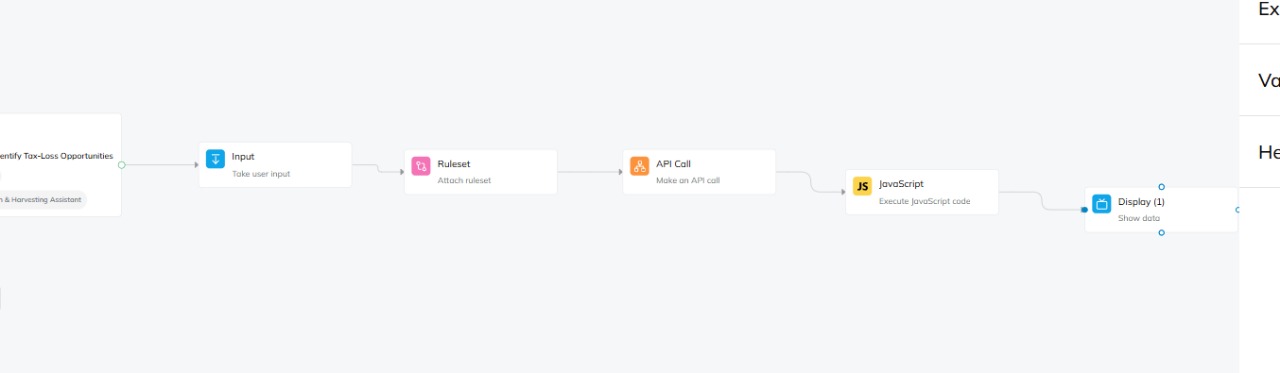 entify Tax-Loss Opportunities
n & Harvesting Assistant
Input
Take user input
Ruleset
Attach ruleset
API Call
Make an API call
JS
JavaScript
Execute JavaScript code
Display (1)
Show data
Ex
Va
He